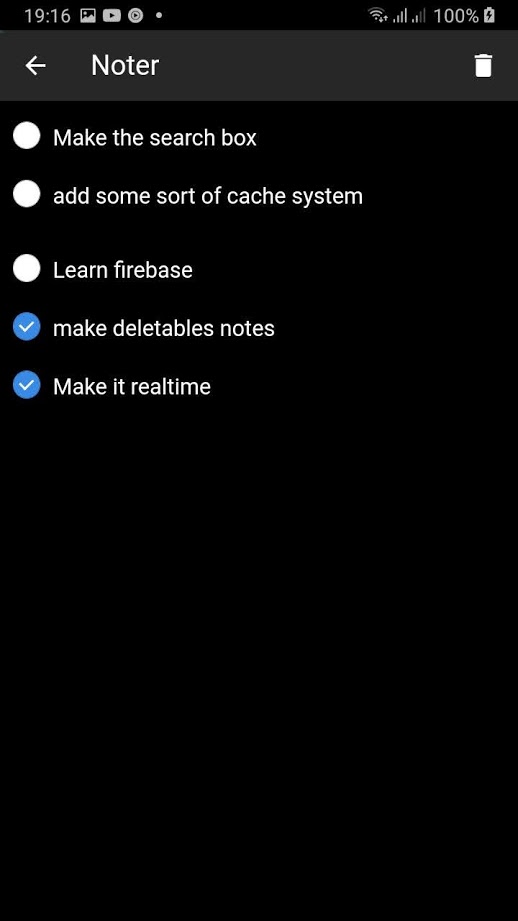 19:16 100%
Noter
Make the search box
add some sort of cache system
Learn firebase
make deletables notes
Make it realtime